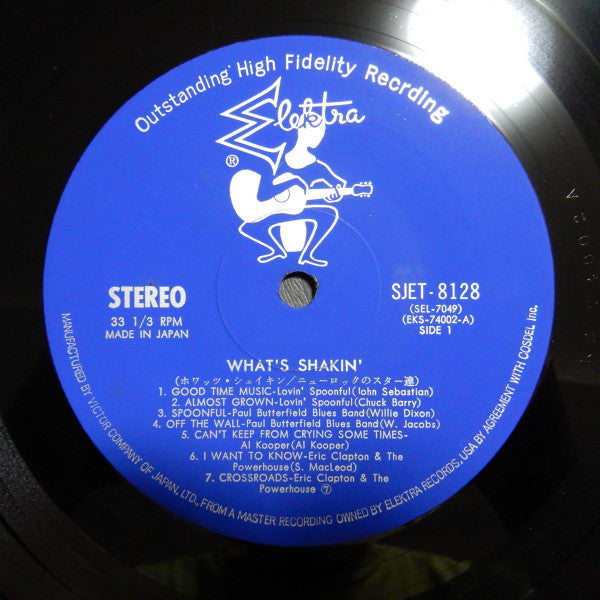 Outstanding High Fidelity Recrding
Elektra
®
STEREO
33 1/3 RPM
MADE IN JAPAN
SJET-8128
(SEL-7049)
(EKS-74002-A)
SIDE 1
WHAT'S SHAKIN'
(ホワッツ・シェイキン/ニューロックのスター達)
1. GOOD TIME MUSIC-Lovin' Spoonful(John Sebastian)
2. ALMOST GROWN-Lovin' Spoonful(Chuck Barry)
3. SPOONFUL-Paul Butterfield Blues Band(Willie Dixon)
4. OFF THE WALL-Paul Butterfield Blues Band(W. Jacobs)
5. CAN'T KEEP FROM CRYING SOME TIMES-
Al Kooper(Al Kooper)
6. I WANT TO KNOW-Eric Clapton & The
Powerhouse(S. MacLeod)
7. CROSSROADS-Eric Clapton & The
Powerhouse ⑦
MANUFACTURED BY VICTOR COMPANY OF JAPAN, LTD., FROM A MASTER RECORDING OWNED BY ELEKTRA RECORDS, USA BY AGREEMENT WITH COSDEL Inc.